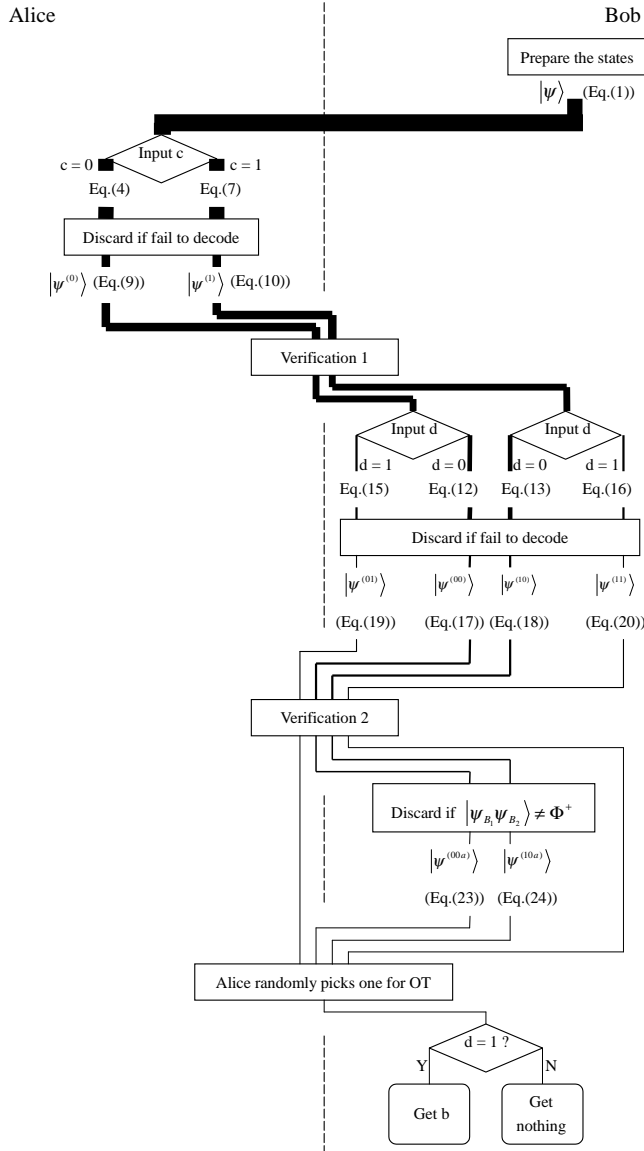 Alice Bob
Prepare the states
|ψ⟩ (Eq.(1))
Input c
c = 0 c = 1
Eq.(4) Eq.(7)
Discard if fail to decode
|ψ⁽⁰⁾⟩ (Eq.(9)) |ψ⁽¹⁾⟩ (Eq.(10))
Verification 1
Input d Input d
d = 1 d = 0 d = 0 d = 1
Eq.(15) Eq.(12) Eq.(13) Eq.(16)
Discard if fail to decode
|ψ⁽⁰¹⁾⟩ |ψ⁽⁰⁰⁾⟩ |ψ⁽¹⁰⁾⟩ |ψ⁽¹¹⁾⟩
(Eq.(19)) (Eq.(17)) (Eq.(18)) (Eq.(20))
Verification 2
Discard if |ψ_B₁ ψ_B₂⟩ ≠ Φ⁺
|ψ⁽⁰⁰ᵃ⁾⟩ |ψ⁽¹⁰ᵃ⁾⟩
(Eq.(23)) (Eq.(24))
Alice randomly picks one for OT
d = 1 ?
Y N
Get b Get
nothing